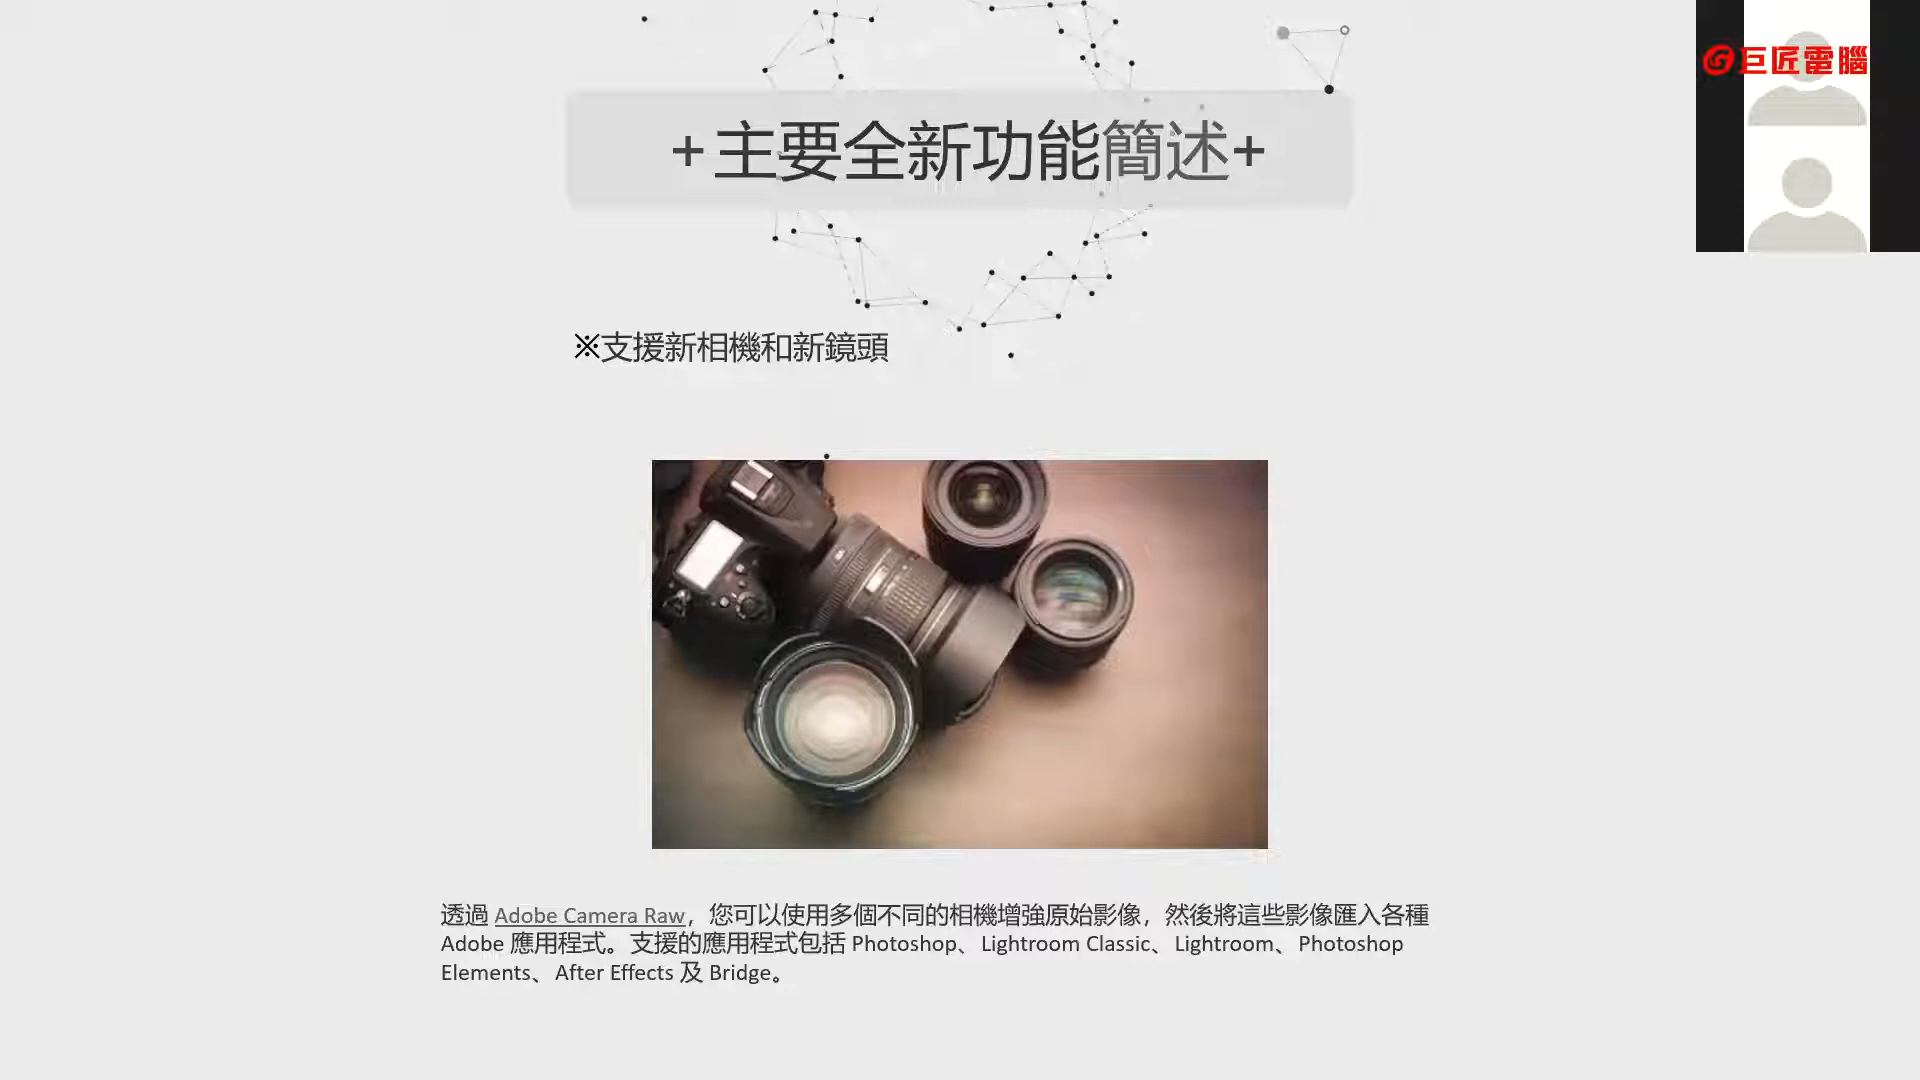 巨匠電腦
+主要全新功能簡述+
※支援新相機和新鏡頭
透過 Adobe Camera Raw，您可以使用多個不同的相機增強原始影像，然後將這些影像匯入各種
Adobe 應用程式。支援的應用程式包括 Photoshop、Lightroom Classic、Lightroom、Photoshop
Elements、After Effects 及 Bridge。